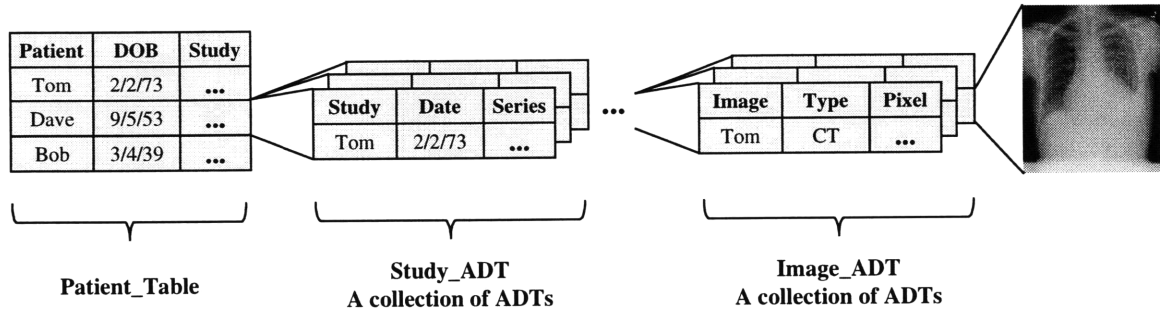 Patient DOB Study
Tom 2/2/73 ...
Dave 9/5/53 ...
Bob 3/4/39 ...
Study Date Series
Tom 2/2/73 ...
...
Image Type Pixel
Tom CT ...
Patient_Table
Study_ADT
A collection of ADTs
Image_ADT
A collection of ADTs